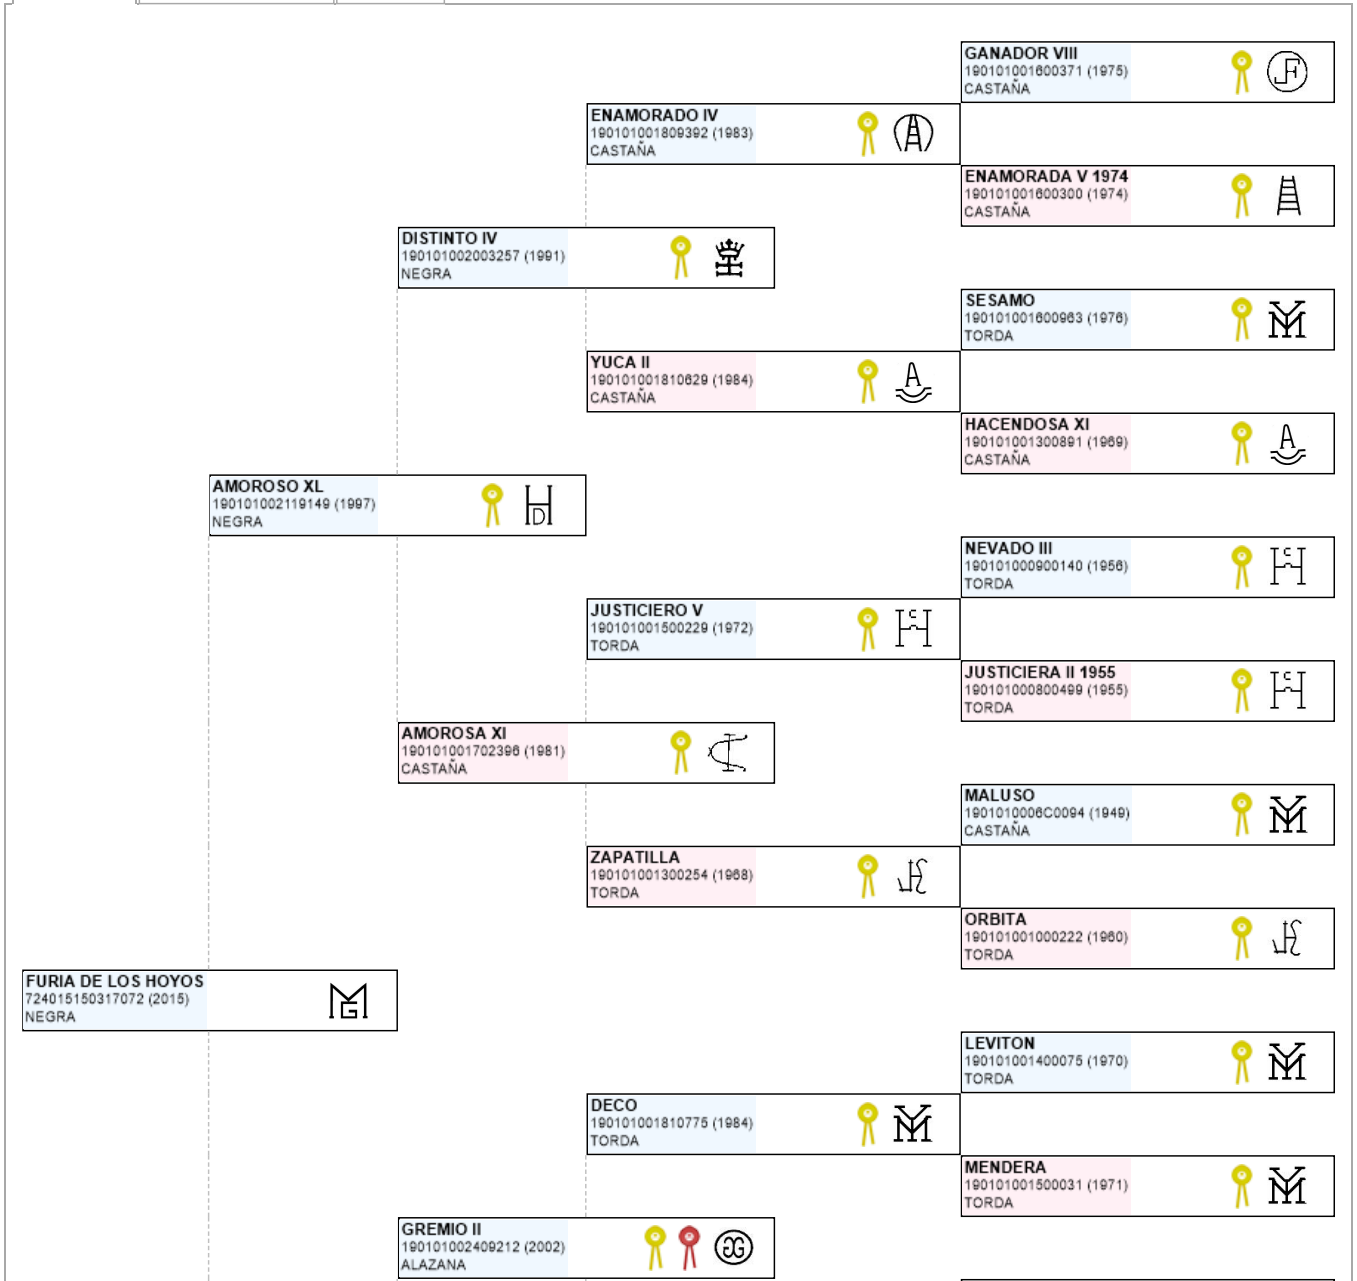 GANADOR VIII
190101001600371 (1975)
CASTAÑA
ENAMORADO IV
190101001809392 (1983)
CASTAÑA
ENAMORADA V 1974
190101001600300 (1974)
CASTAÑA
DISTINTO IV
190101002003257 (1991)
NEGRA
SESAMO
190101001600963 (1976)
TORDA
YUCA II
190101001810629 (1984)
CASTAÑA
HACENDOSA XI
190101001300891 (1969)
CASTAÑA
AMOROSO XL
190101002119149 (1997)
NEGRA
NEVADO III
190101000900140 (1956)
TORDA
JUSTICIERO V
190101001500229 (1972)
TORDA
JUSTICIERA II 1955
190101000800499 (1955)
TORDA
AMOROSA XI
190101001702396 (1981)
CASTAÑA
MALUSO
1901010006C0094 (1949)
CASTAÑA
ZAPATILLA
190101001300254 (1968)
TORDA
ORBITA
190101001000222 (1960)
TORDA
FURIA DE LOS HOYOS
724015150317072 (2015)
NEGRA
LEVITON
190101001400075 (1970)
TORDA
DECO
190101001810775 (1984)
TORDA
MENDERA
190101001500031 (1971)
TORDA
GREMIO II
190101002409212 (2002)
ALAZANA